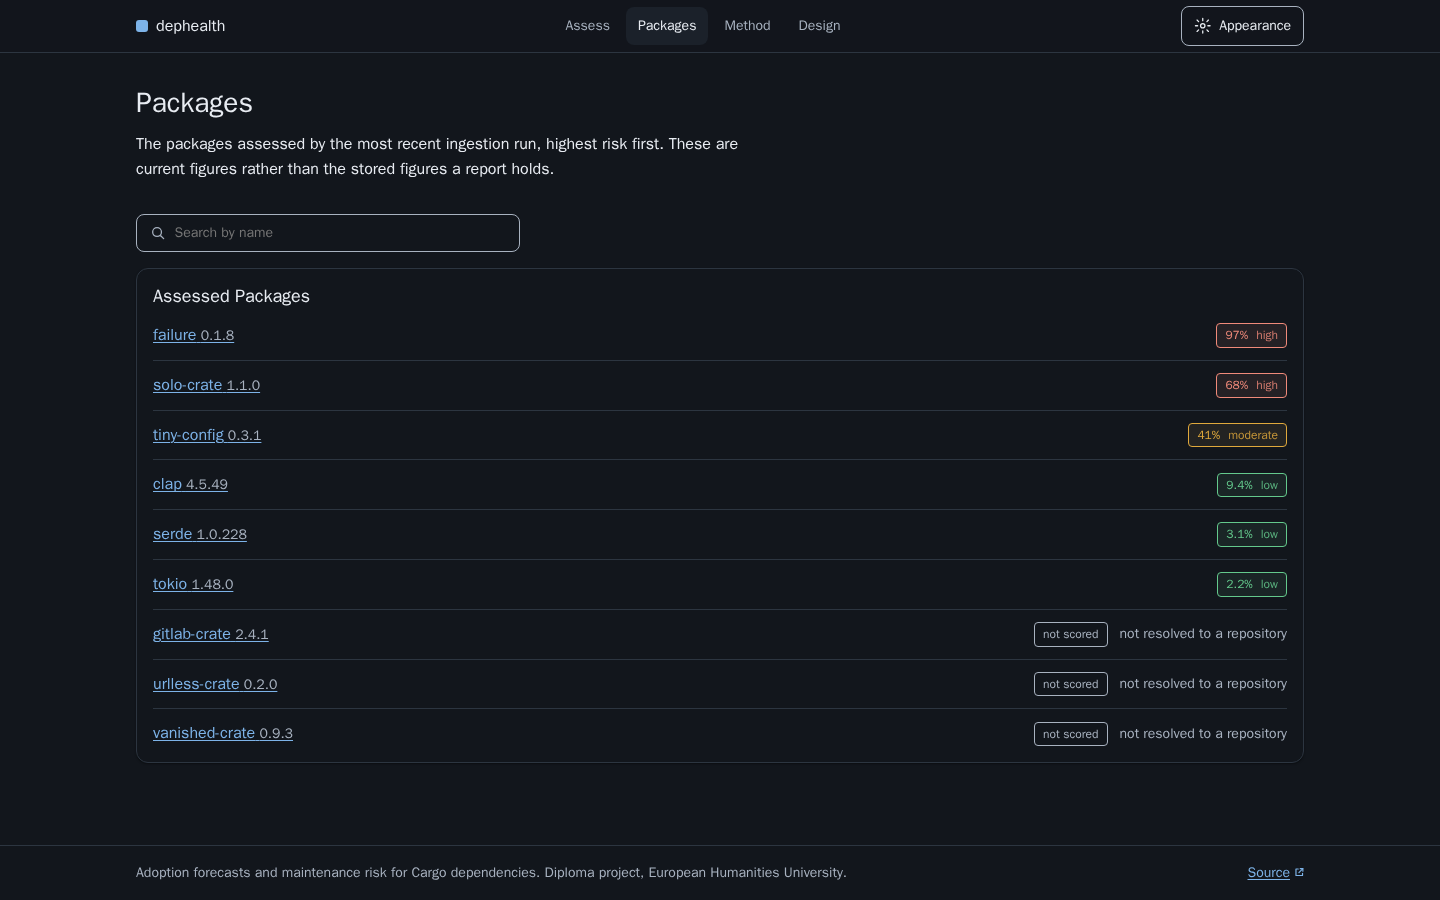 dephealth
Assess Packages Method Design
Appearance
Packages
The packages assessed by the most recent ingestion run, highest risk first. These are
current figures rather than the stored figures a report holds.
Search by name
Assessed Packages
failure 0.1.8 97% high
solo-crate 1.1.0 68% high
tiny-config 0.3.1 41% moderate
clap 4.5.49 9.4% low
serde 1.0.228 3.1% low
tokio 1.48.0 2.2% low
gitlab-crate 2.4.1 not scored not resolved to a repository
urlless-crate 0.2.0 not scored not resolved to a repository
vanished-crate 0.9.3 not scored not resolved to a repository
Adoption forecasts and maintenance risk for Cargo dependencies. Diploma project, European Humanities University.
Source